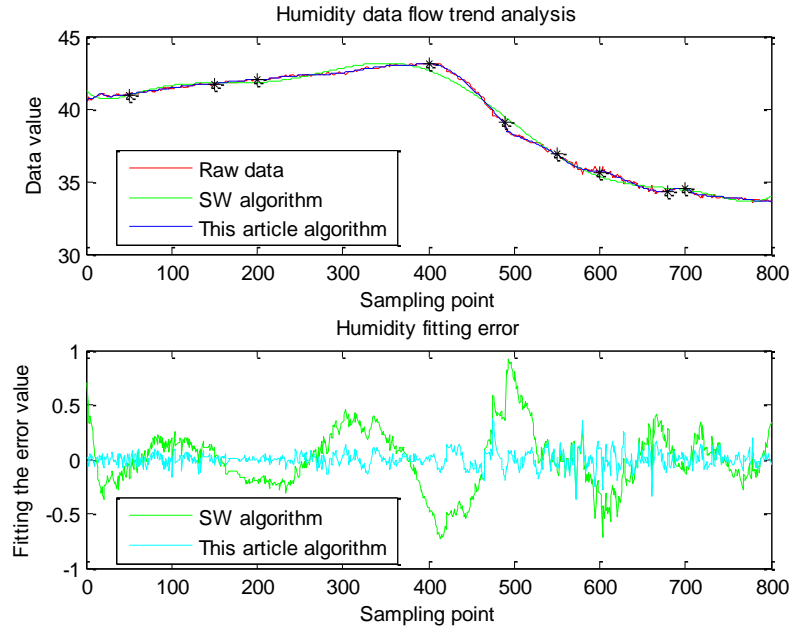 Humidity data flow trend analysis
45
40
35
30
Data value
Raw data
SW algorithm
This article algorithm
0 100 200 300 400 500 600 700 800
Sampling point
Humidity fitting error
1
0.5
0
-0.5
-1
Fitting the error value
SW algorithm
This article algorithm
0 100 200 300 400 500 600 700 800
Sampling point